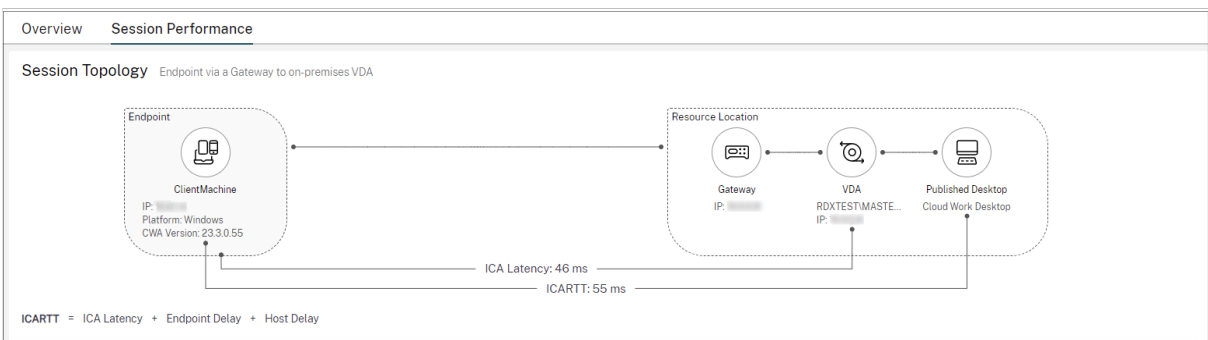 Overview Session Performance
Session Topology Endpoint via a Gateway to on-premises VDA
Endpoint
ClientMachine
IP:
Platform: Windows
CWA Version: 23.3.0.55
Resource Location
Gateway
IP:
VDA
RDXTEST\MASTE...
IP:
Published Desktop
Cloud Work Desktop
ICA Latency: 46 ms
ICARTT: 55 ms
ICARTT = ICA Latency + Endpoint Delay + Host Delay